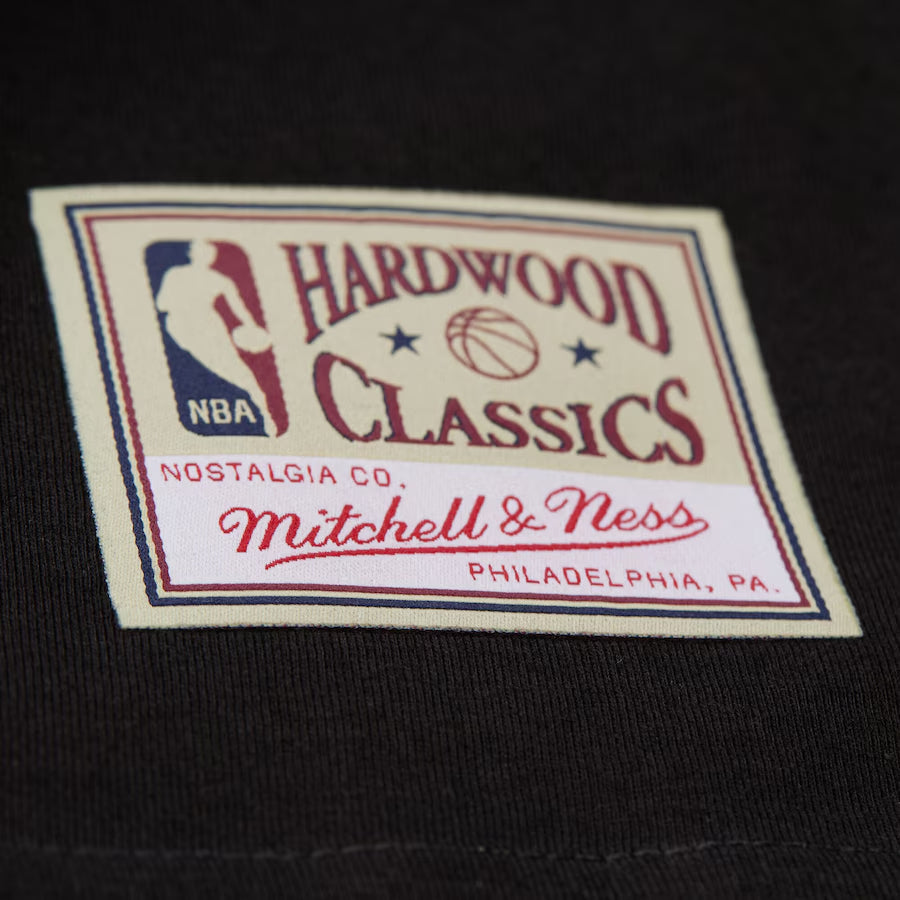 HARDWOOD
CLASSICS
NBA
NOSTALGIA CO.
Mitchell & Ness
PHILADELPHIA, PA.